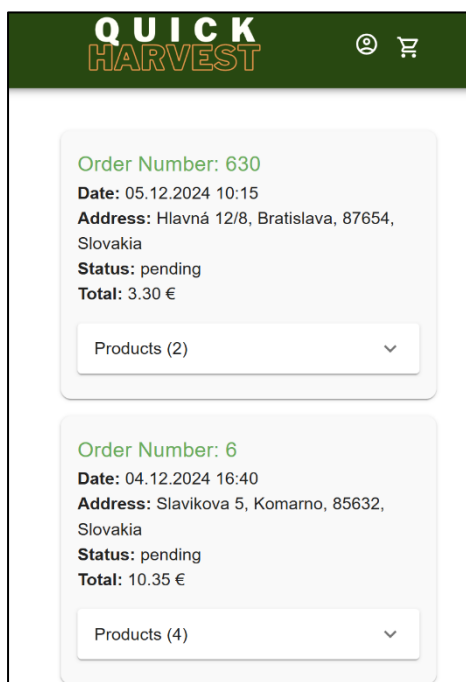 QUICK
HARVEST
Order Number: 630
Date: 05.12.2024 10:15
Address: Hlavná 12/8, Bratislava, 87654,
Slovakia
Status: pending
Total: 3.30 €
Products (2)
Order Number: 6
Date: 04.12.2024 16:40
Address: Slavikova 5, Komarno, 85632,
Slovakia
Status: pending
Total: 10.35 €
Products (4)